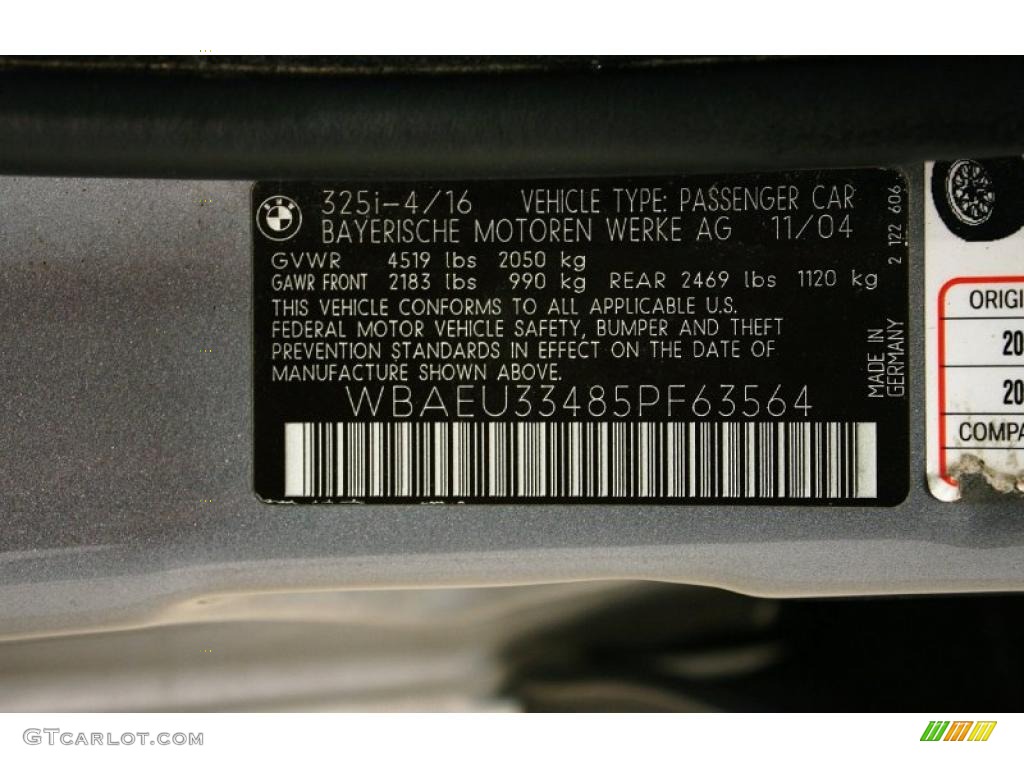 325i-4/16 VEHICLE TYPE: PASSENGER CAR
BAYERISCHE MOTOREN WERKE AG 11/04
GVWR 4519 lbs 2050 kg
GAWR FRONT 2183 lbs 990 kg REAR 2469 lbs 1120 kg
THIS VEHICLE CONFORMS TO ALL APPLICABLE U.S.
FEDERAL MOTOR VEHICLE SAFETY, BUMPER AND THEFT
PREVENTION STANDARDS IN EFFECT ON THE DATE OF
MANUFACTURE SHOWN ABOVE.
WBAEU33485PF63564
2 122 606
MADE IN
GERMANY
ORIGI
20
20
COMPA
GTCARLOT.COM